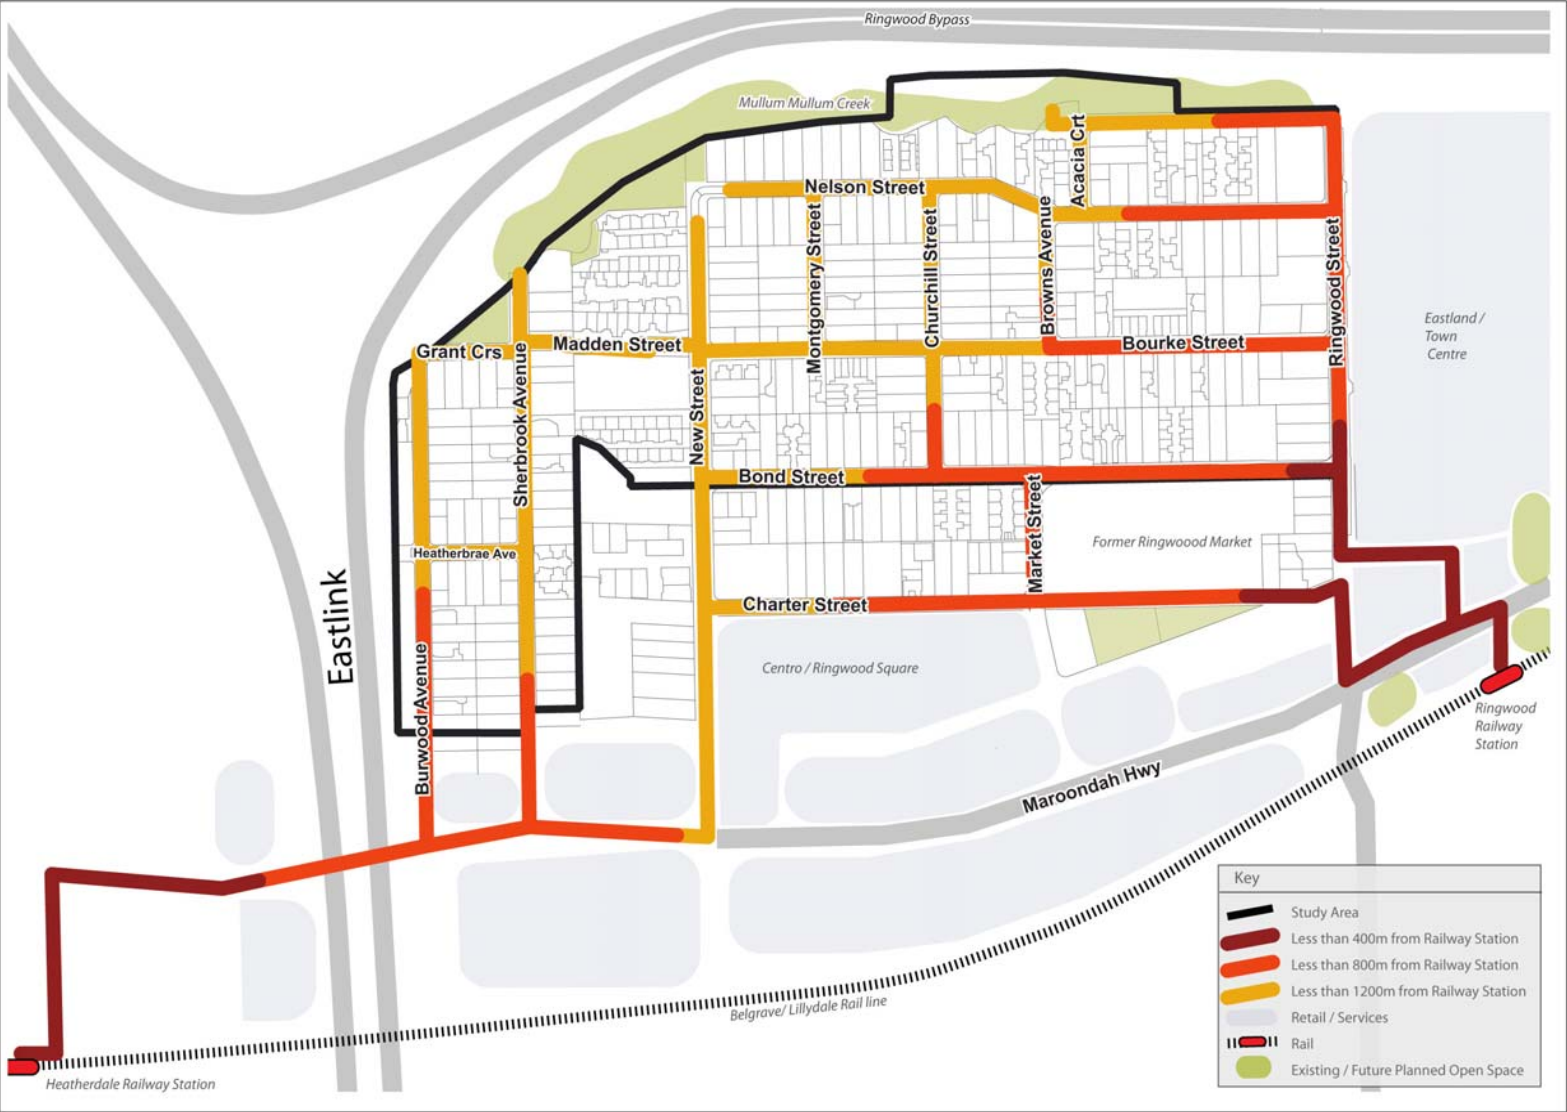 Ringwood Bypass
Mullum Mullum Creek
Acacia Crt
Nelson Street
Montgomery Street
Churchill Street
Browns Avenue
Ringwood Street
Eastland /
Town
Centre
Grant Crs
Madden Street
Bourke Street
Sherbrook Avenue
New Street
Bond Street
Market Street
Former Ringwoood Market
Heatherbrae Ave
Eastlink
Charter Street
Burwood Avenue
Centro / Ringwood Square
Ringwood
Railway
Station
Maroondah Hwy
Belgrave/ Lillydale Rail line
Heatherdale Railway Station
Key
Study Area
Less than 400m from Railway Station
Less than 800m from Railway Station
Less than 1200m from Railway Station
Retail / Services
Rail
Existing / Future Planned Open Space